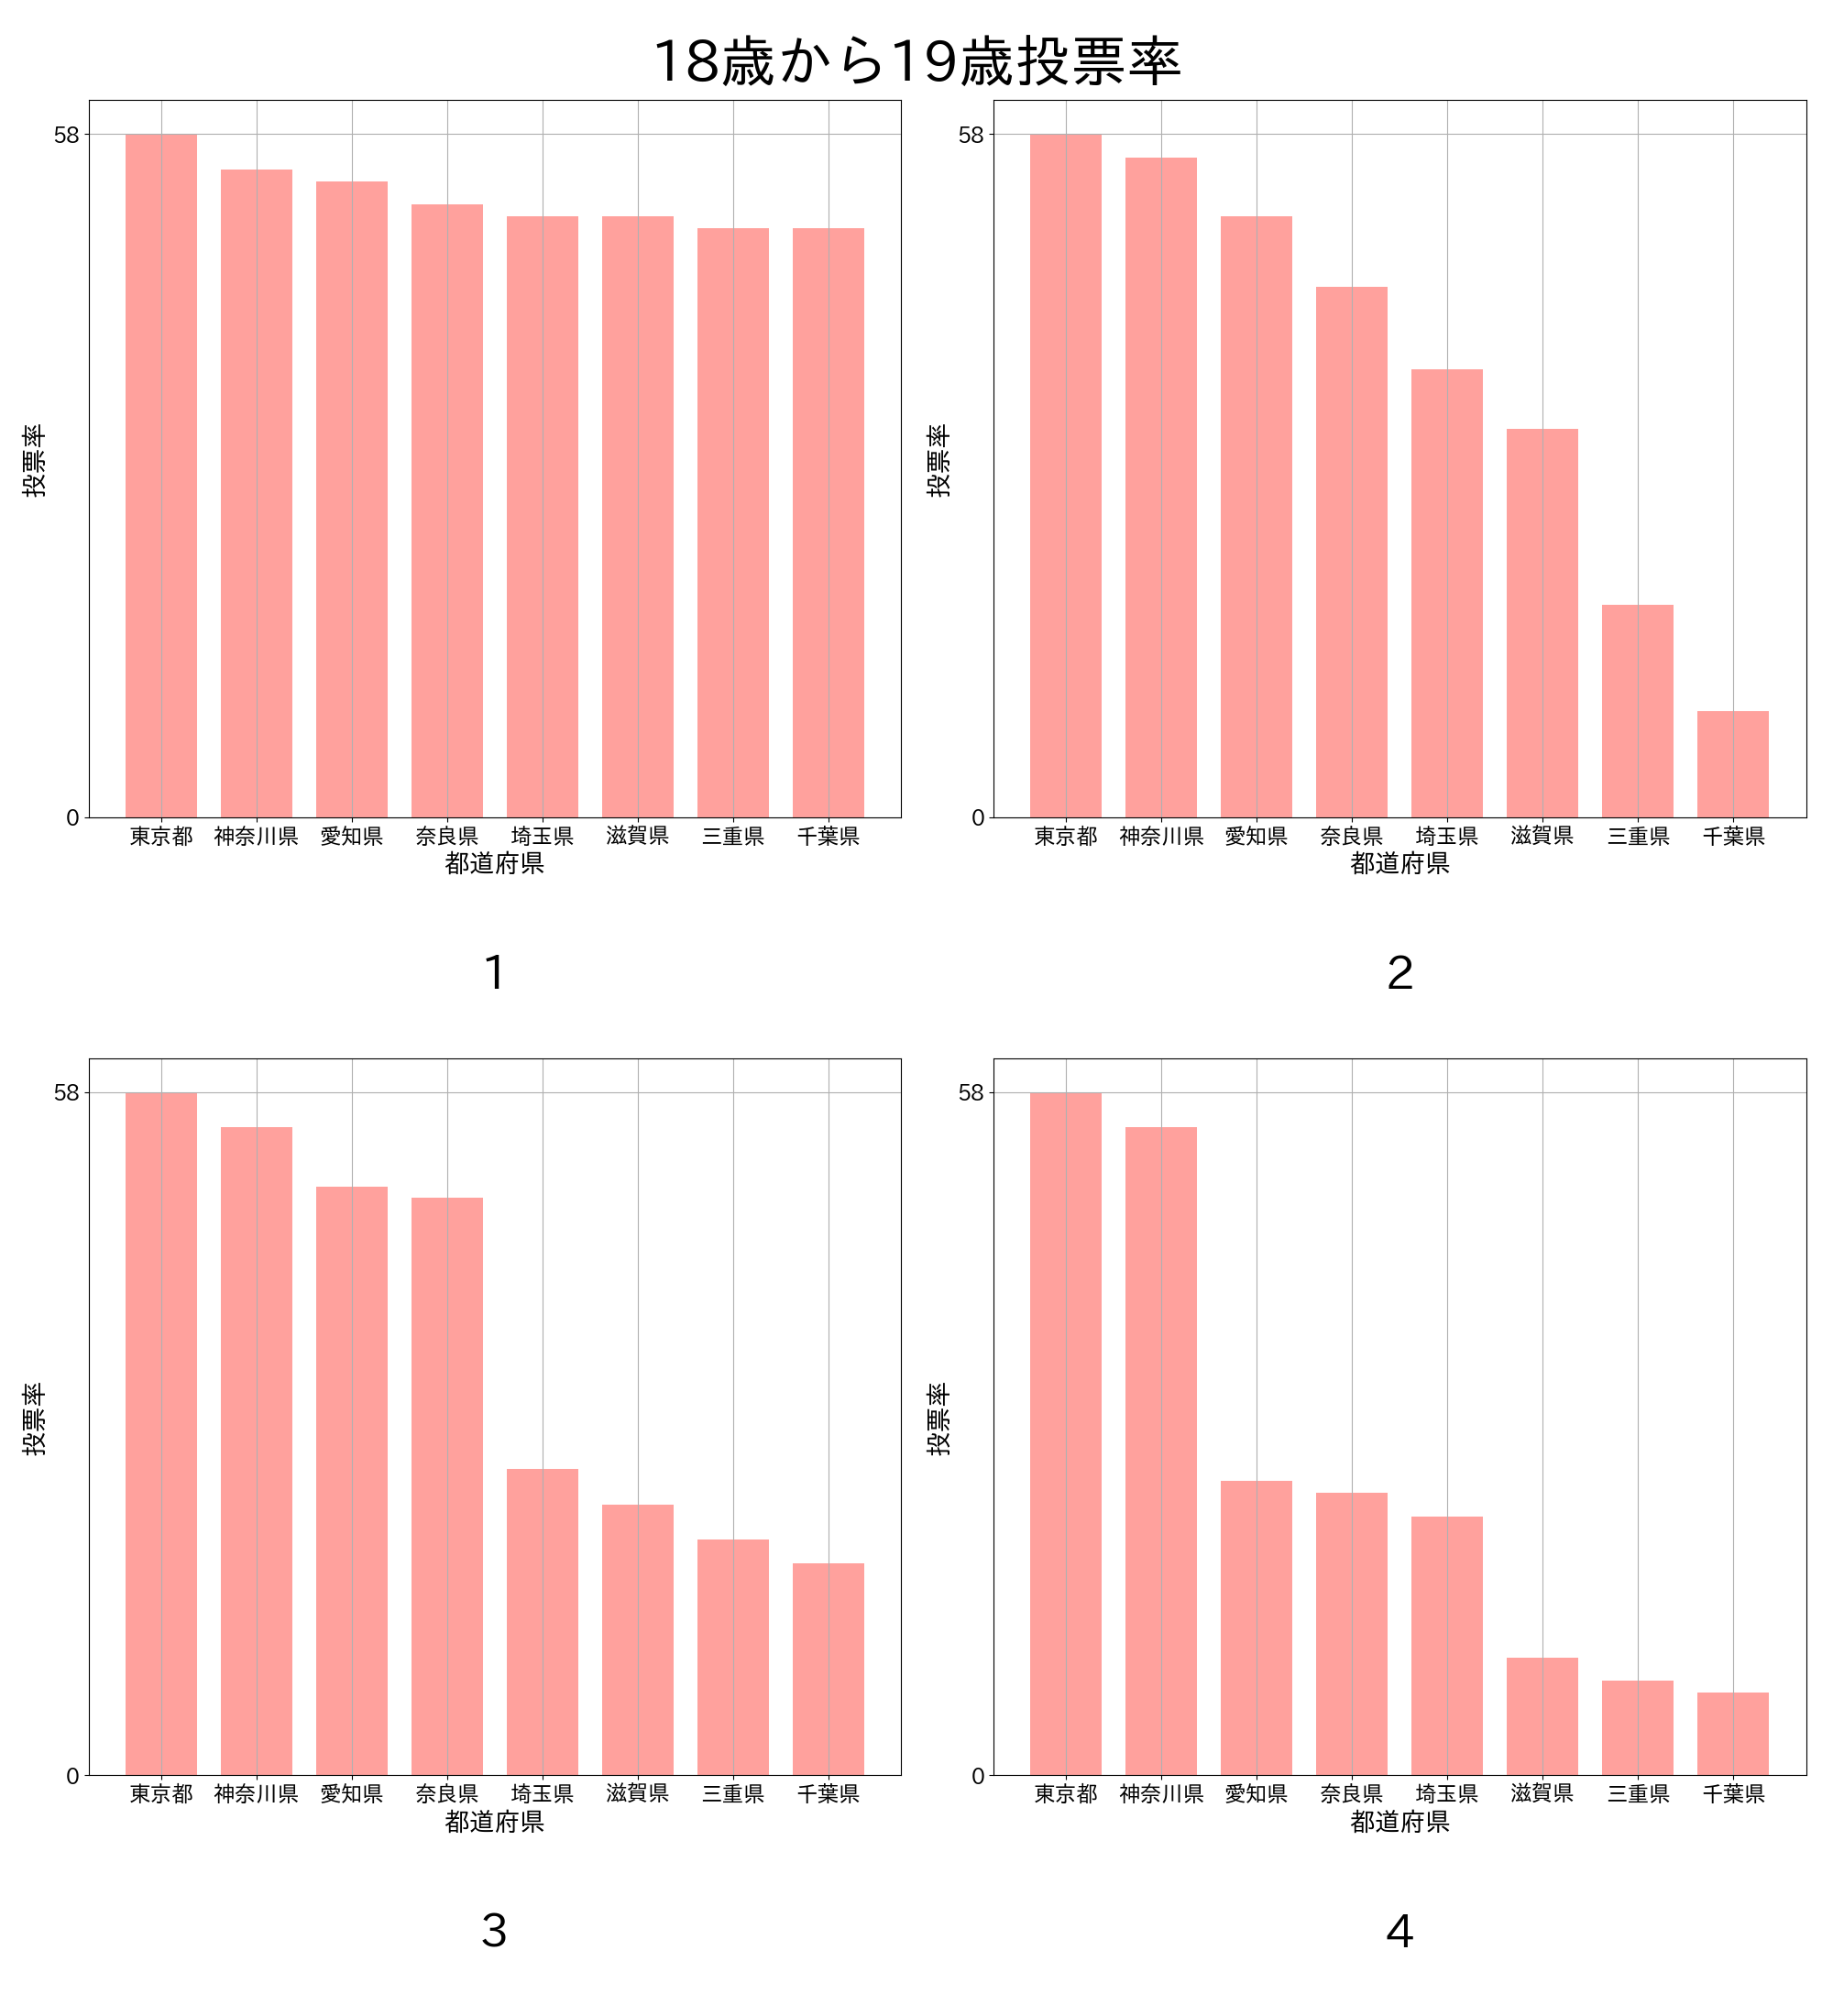 18歳から19歳投票率
58
0
投票率
東京都 神奈川県 愛知県 奈良県 埼玉県 滋賀県 三重県 千葉県
都道府県
1
58
0
投票率
東京都 神奈川県 愛知県 奈良県 埼玉県 滋賀県 三重県 千葉県
都道府県
2
58
0
投票率
東京都 神奈川県 愛知県 奈良県 埼玉県 滋賀県 三重県 千葉県
都道府県
3
58
0
投票率
東京都 神奈川県 愛知県 奈良県 埼玉県 滋賀県 三重県 千葉県
都道府県
4